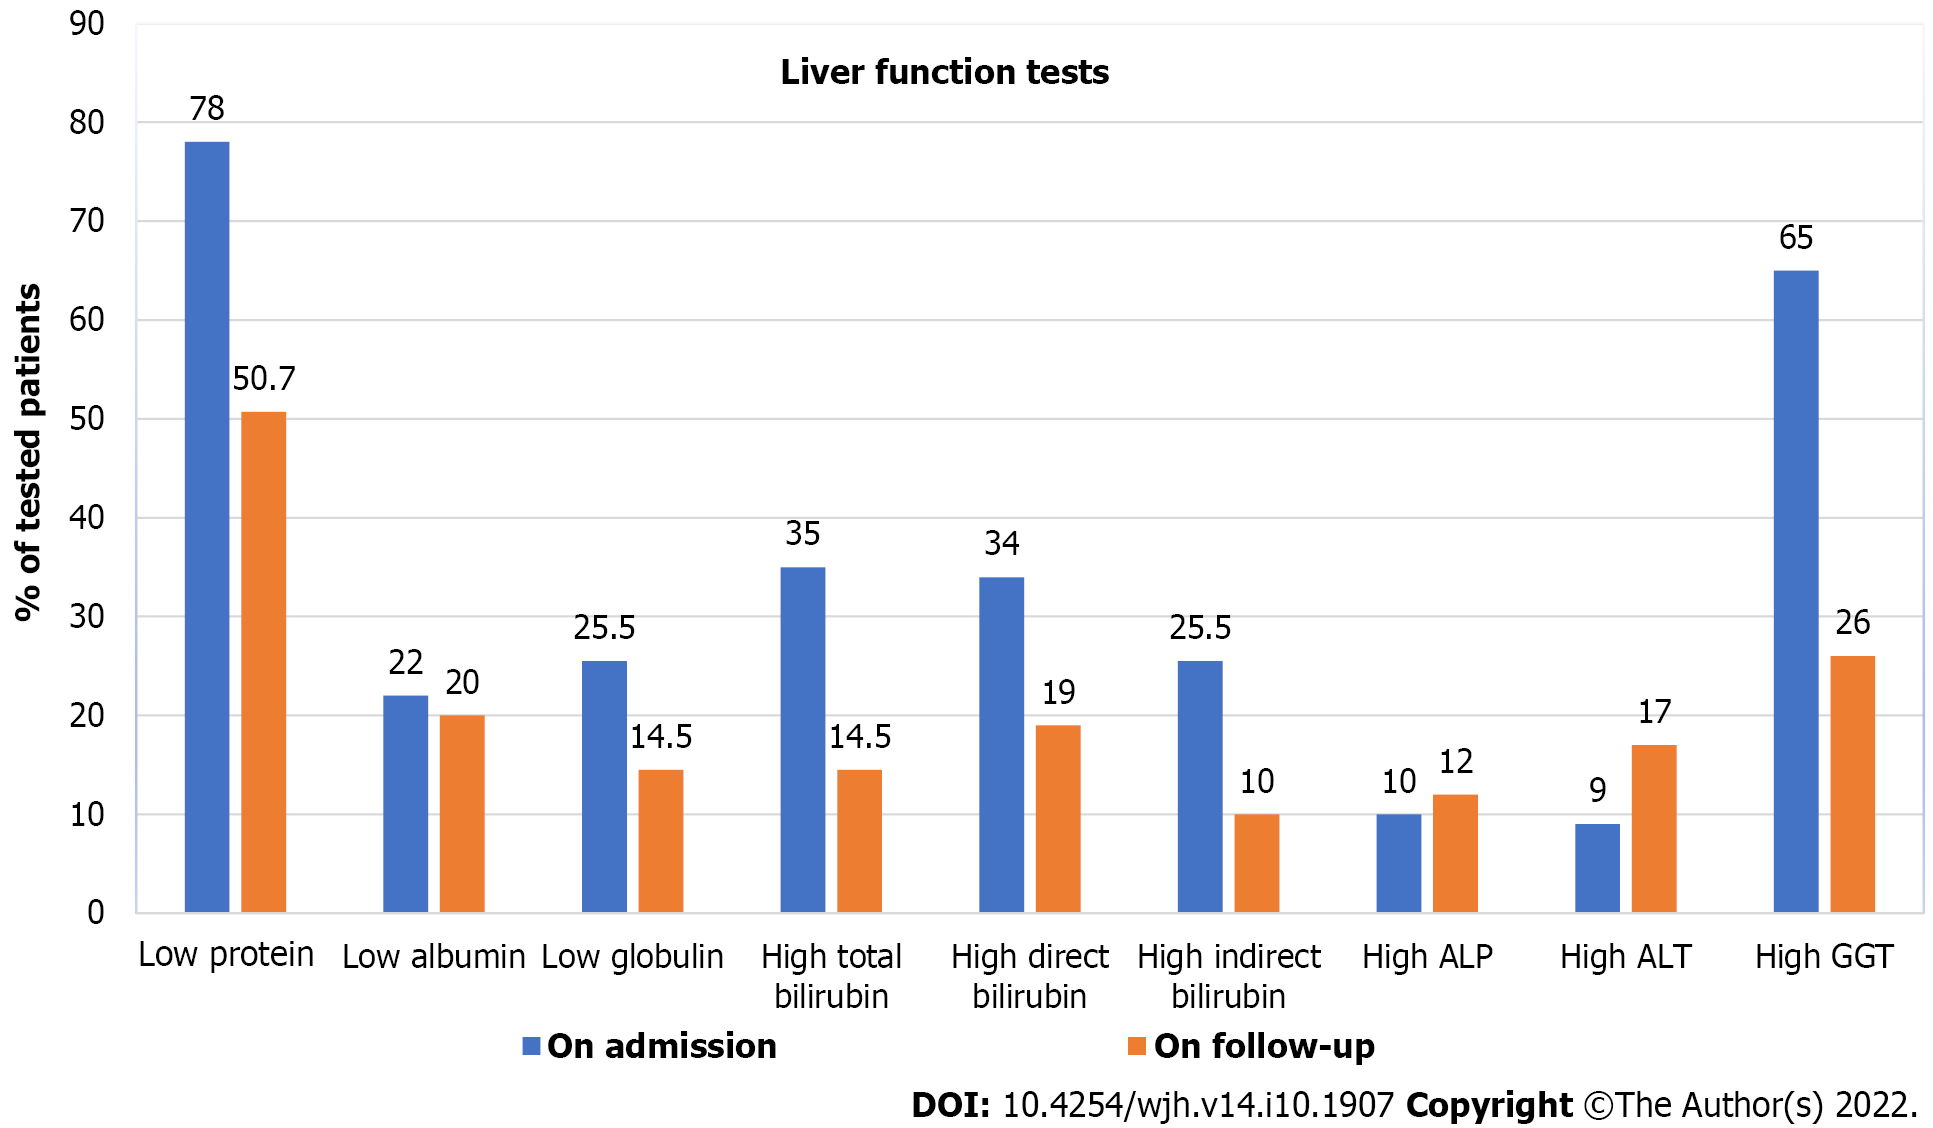 Liver function tests
% of tested patients
90
80
70
60
50
40
30
20
10
0
78
50.7
22
20
25.5
14.5
35
14.5
34
19
25.5
10
10
12
9
17
65
26
Low protein
Low albumin
Low globulin
High total
bilirubin
High direct
bilirubin
High indirect
bilirubin
High ALP
High ALT
High GGT
On admission
On follow-up
DOI: 10.4254/wjh.v14.i10.1907 Copyright ©The Author(s) 2022.